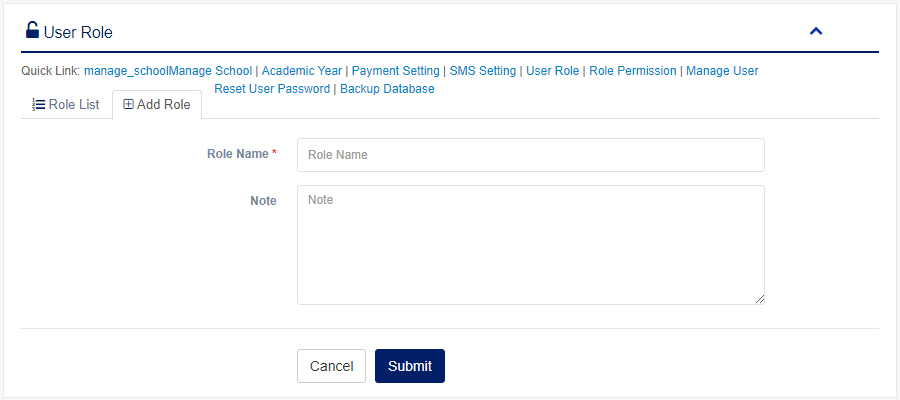 User Role
Quick Link: manage_schoolManage School | Academic Year | Payment Setting | SMS Setting | User Role | Role Permission | Manage User
Reset User Password | Backup Database
Role List Add Role
Role Name * Role Name
Note Note
Cancel Submit